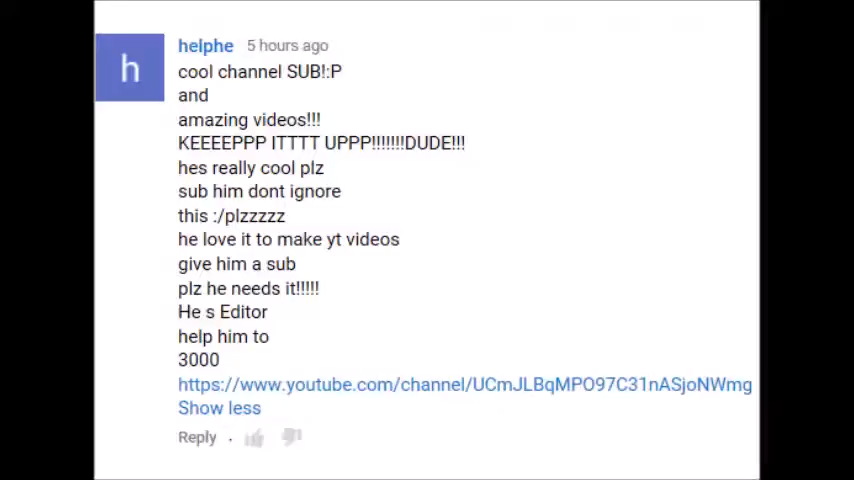 h
helphe 5 hours ago
cool channel SUB!:P
and
amazing videos!!!
KEEEEPPP ITTTT UPPP!!!!!!!DUDE!!!
hes really cool plz
sub him dont ignore
this :/plzzzzz
he love it to make yt videos
give him a sub
plz he needs it!!!!!
He s Editor
help him to
3000
https://www.youtube.com/channel/UCmJLBqMPO97C31nASjoNWmg
Show less
Reply .